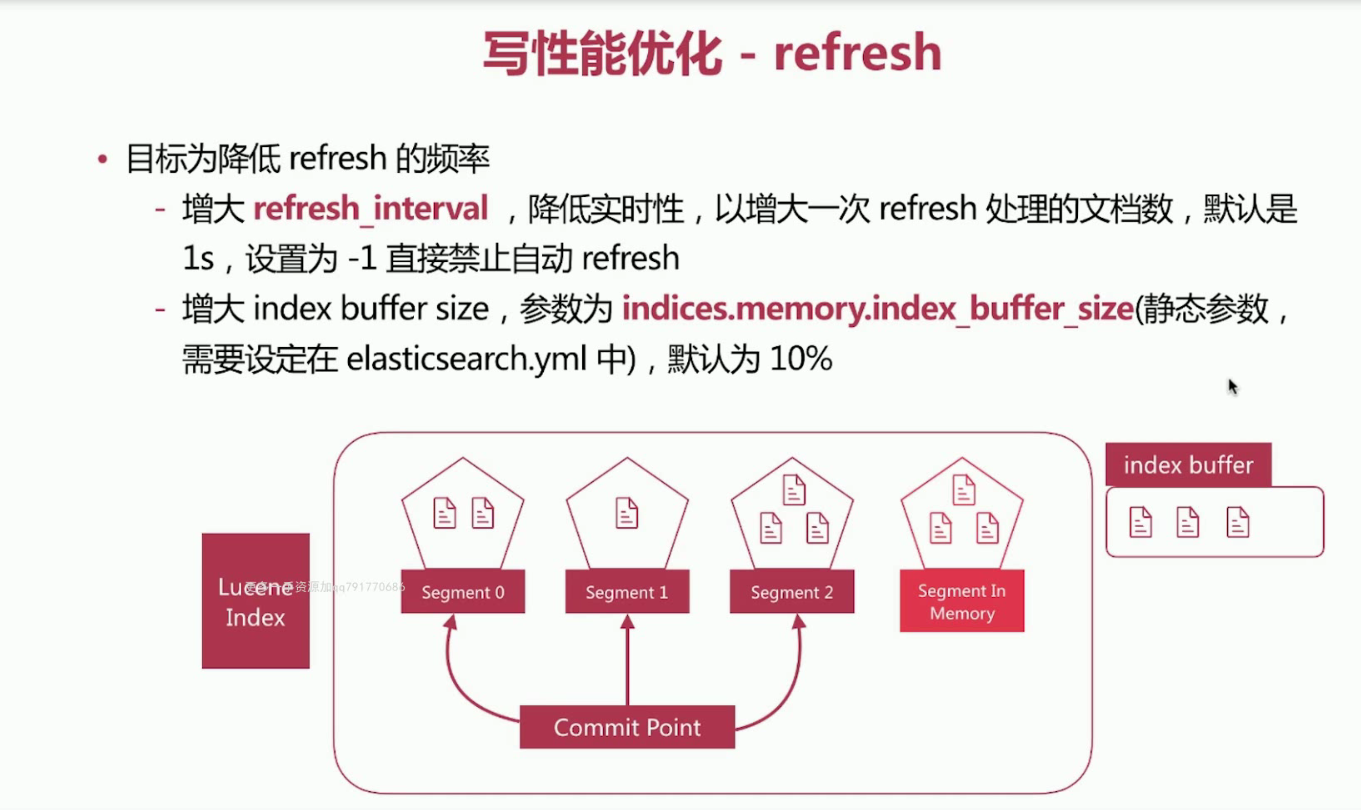 写性能优化 - refresh
• 目标为降低 refresh 的频率
- 增大 refresh_interval ，降低实时性，以增大一次 refresh 处理的文档数，默认是
1s，设置为 -1 直接禁止自动 refresh
- 增大 index buffer size，参数为 indices.memory.index_buffer_size(静态参数，
需要设定在 elasticsearch.yml 中)，默认为 10%
index buffer
Lucene
Index
Segment 0
Segment 1
Segment 2
Segment In
Memory
Commit Point